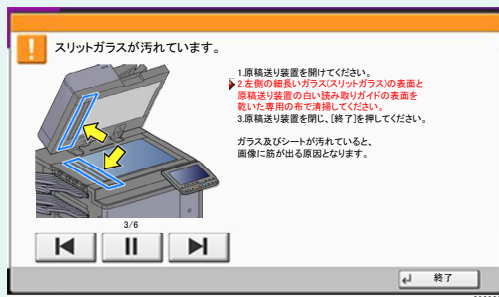 スリットガラスが汚れています。
1.原稿送り装置を開けてください。
2.左側の細長いガラス(スリットガラス)の表面と
原稿送り装置の白い読み取りガイドの表面を
乾いた専用の布で清掃してください。
3.原稿送り装置を閉じ、[終了]を押してください。
ガラス及びシートが汚れていると、
画像に筋が出る原因となります。
3/6
終了